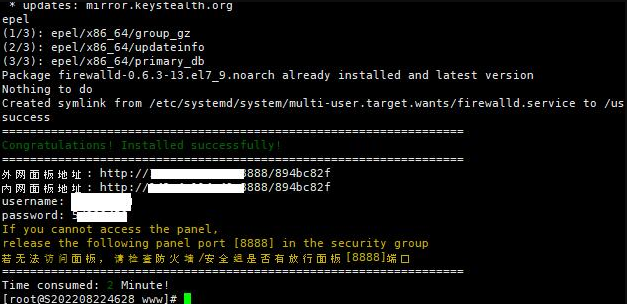 * updates: mirror.keystealth.org
epel
(1/3): epel/x86_64/group_gz
(2/3): epel/x86_64/updateinfo
(3/3): epel/x86_64/primary_db
Package firewalld-0.6.3-13.el7_9.noarch already installed and latest version
Nothing to do
Created symlink from /etc/systemd/system/multi-user.target.wants/firewalld.service to /us
success
==================================================================
Congratulations! Installed successfully!
==================================================================
外网面板地址: http:// 8888/894bc82f
内网面板地址: http:// 8888/894bc82f
username:
password:
If you cannot access the panel,
release the following panel port [8888] in the security group
若无法访问面板，请检查防火墙/安全组是否有放行面板[8888]端口
==================================================================
Time consumed: 2 Minute!
[root@S202208224628 www]#